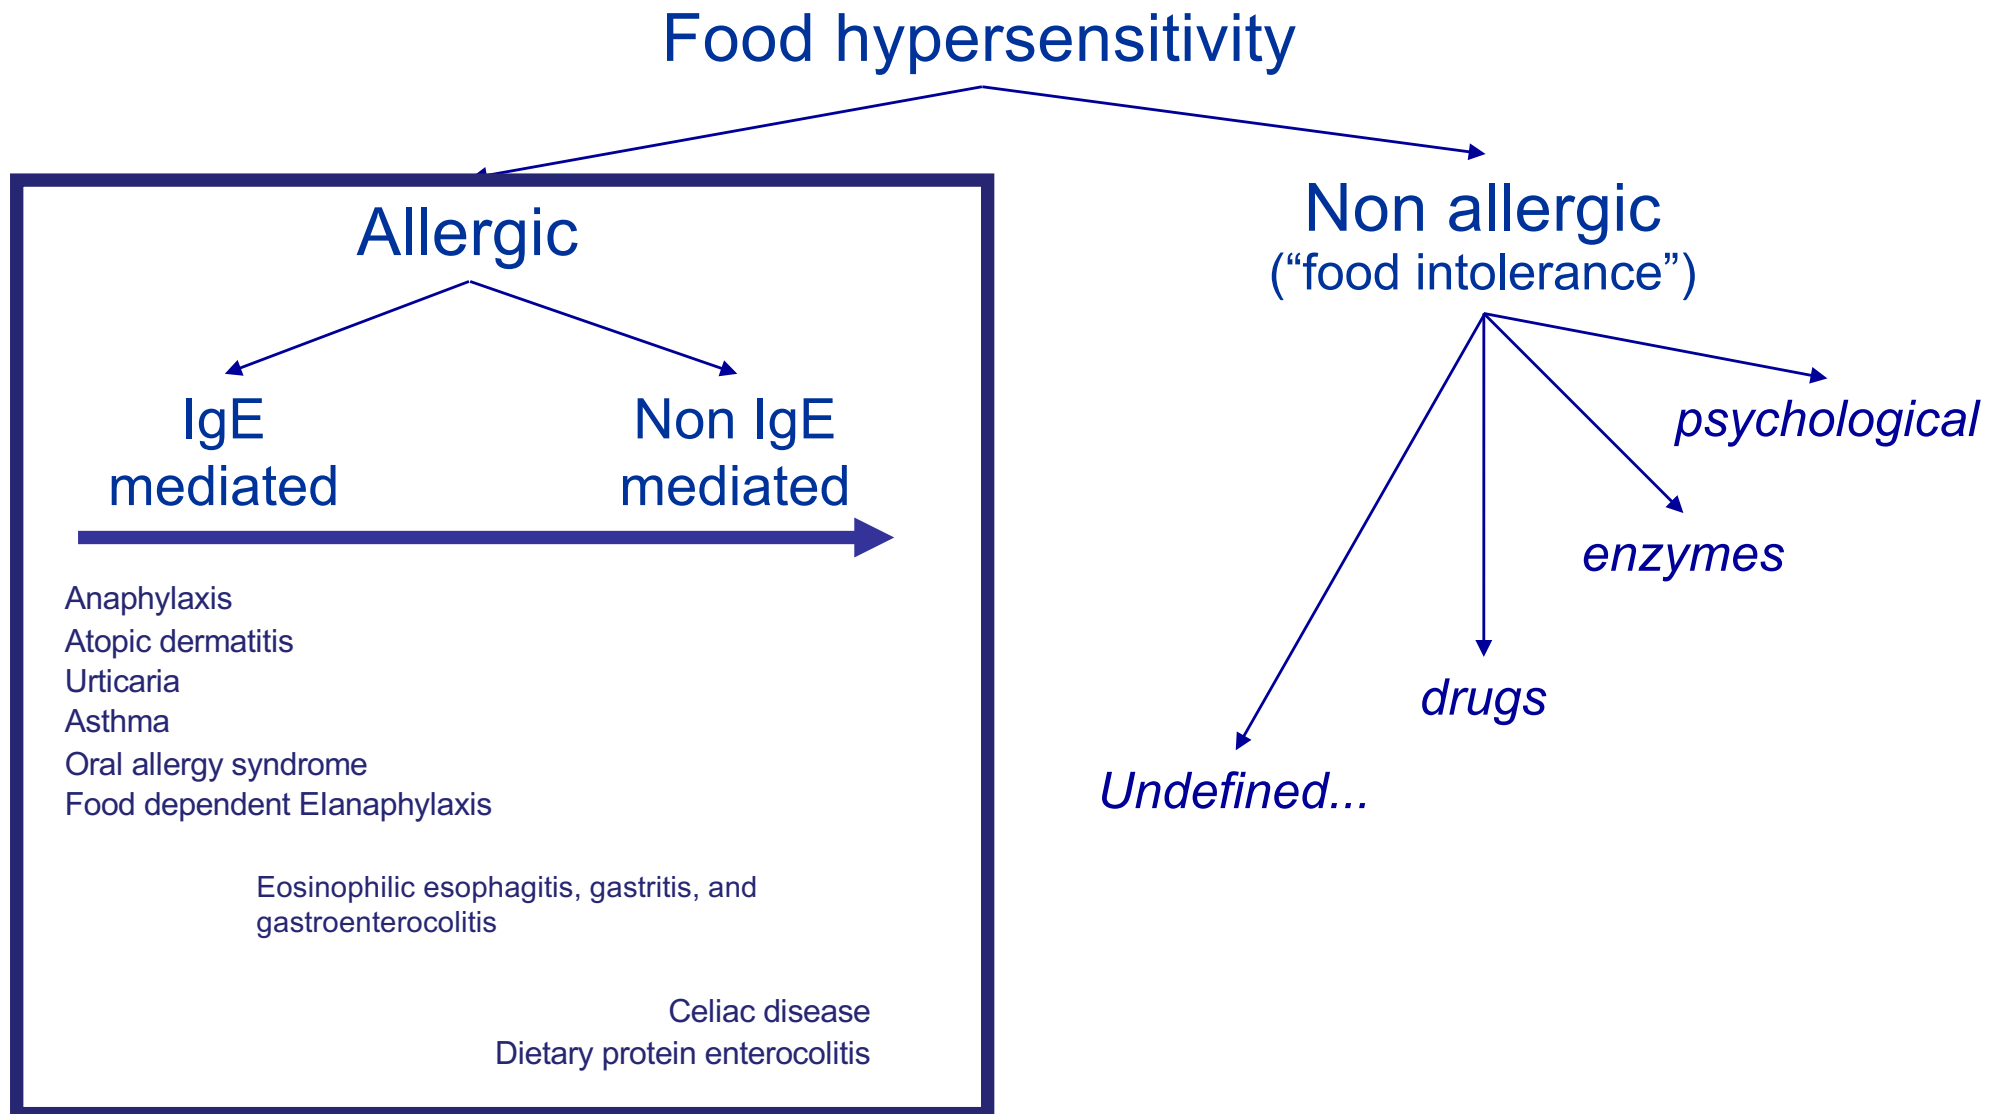 Food hypersensitivity
Allergic
IgE
mediated
Non IgE
mediated
Anaphylaxis
Atopic dermatitis
Urticaria
Asthma
Oral allergy syndrome
Food dependent EIanaphylaxis
Eosinophilic esophagitis, gastritis, and
gastroenterocolitis
Celiac disease
Dietary protein enterocolitis
Non allergic
(“food intolerance”)
psychological
enzymes
drugs
Undefined...